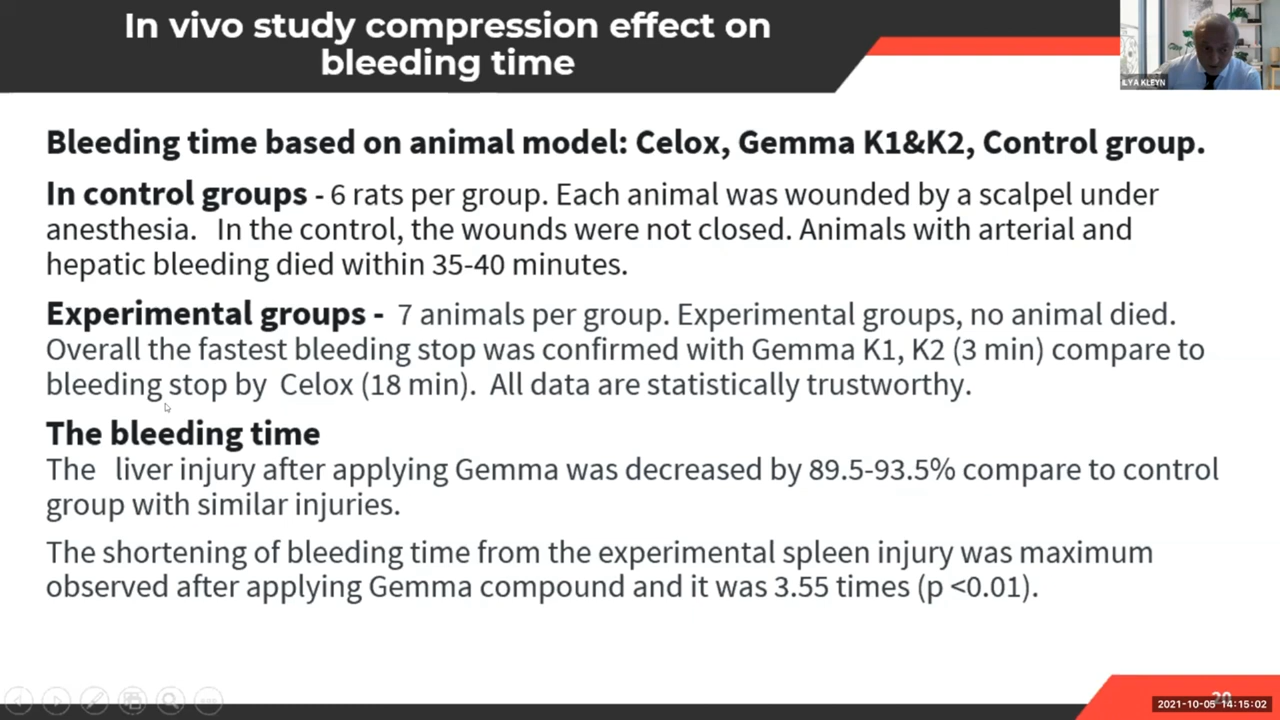 In vivo study compression effect on
bleeding time
ILYA KLEYN
Bleeding time based on animal model: Celox, Gemma K1&K2, Control group.
In control groups - 6 rats per group. Each animal was wounded by a scalpel under
anesthesia. In the control, the wounds were not closed. Animals with arterial and
hepatic bleeding died within 35-40 minutes.
Experimental groups - 7 animals per group. Experimental groups, no animal died.
Overall the fastest bleeding stop was confirmed with Gemma K1, K2 (3 min) compare to
bleeding stop by Celox (18 min). All data are statistically trustworthy.
The bleeding time
The liver injury after applying Gemma was decreased by 89.5-93.5% compare to control
group with similar injuries.
The shortening of bleeding time from the experimental spleen injury was maximum
observed after applying Gemma compound and it was 3.55 times (p <0.01).
20
2021-10-05 14:15:02